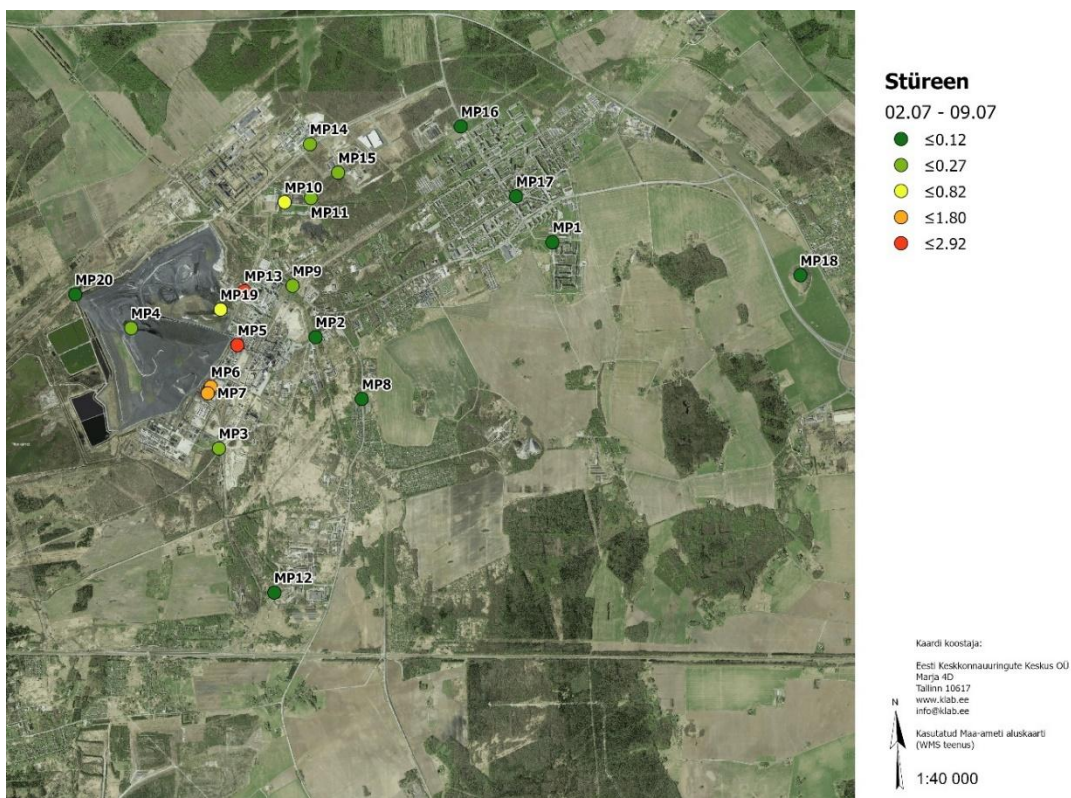 Stüreen
02.07 - 09.07
≤0.12
≤0.27
≤0.82
≤1.80
≤2.92
MP16
MP14
MP15
MP17
MP10
MP11
MP1
MP18
MP20
MP13
MP9
MP19
MP4
MP5
MP2
MP6
MP7
MP8
MP3
MP12
Kaardi koostaja:
Eesti Keskkonnauuringute Keskus OÜ
Marja 4D
Tallinn 10617
www.klab.ee
info@klab.ee
N
Kasutatud Maa-ameti aluskaarti
(WMS teenus)
1:40 000